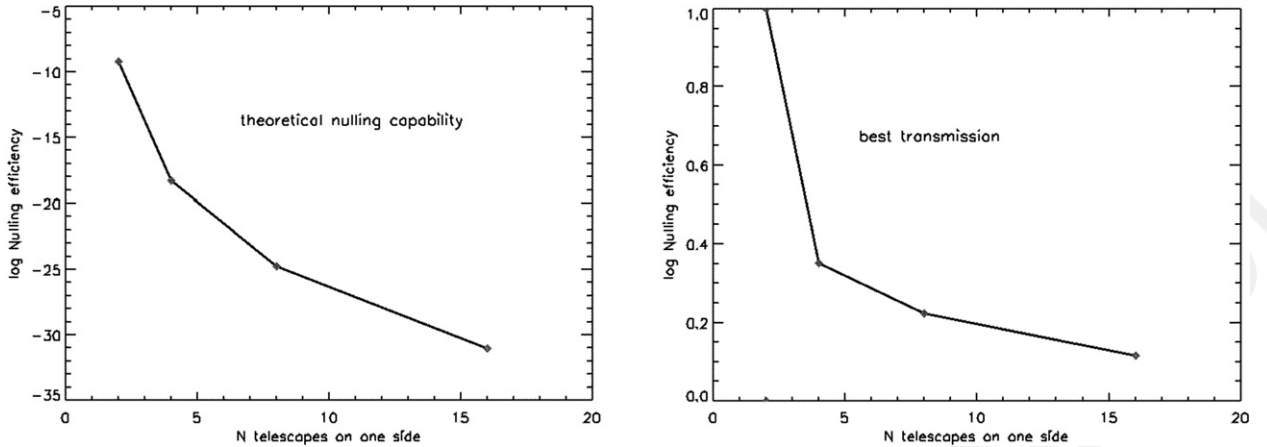 -5
-10
-15
-20
-25
-30
-35
log Nulling efficiency
theoretical nulling capability
0 5 10 15 20
N telescopes on one side
1.0
0.8
0.6
0.4
0.2
0.0
log Nulling efficiency
best transmission
0 5 10 15 20
N telescopes on one side